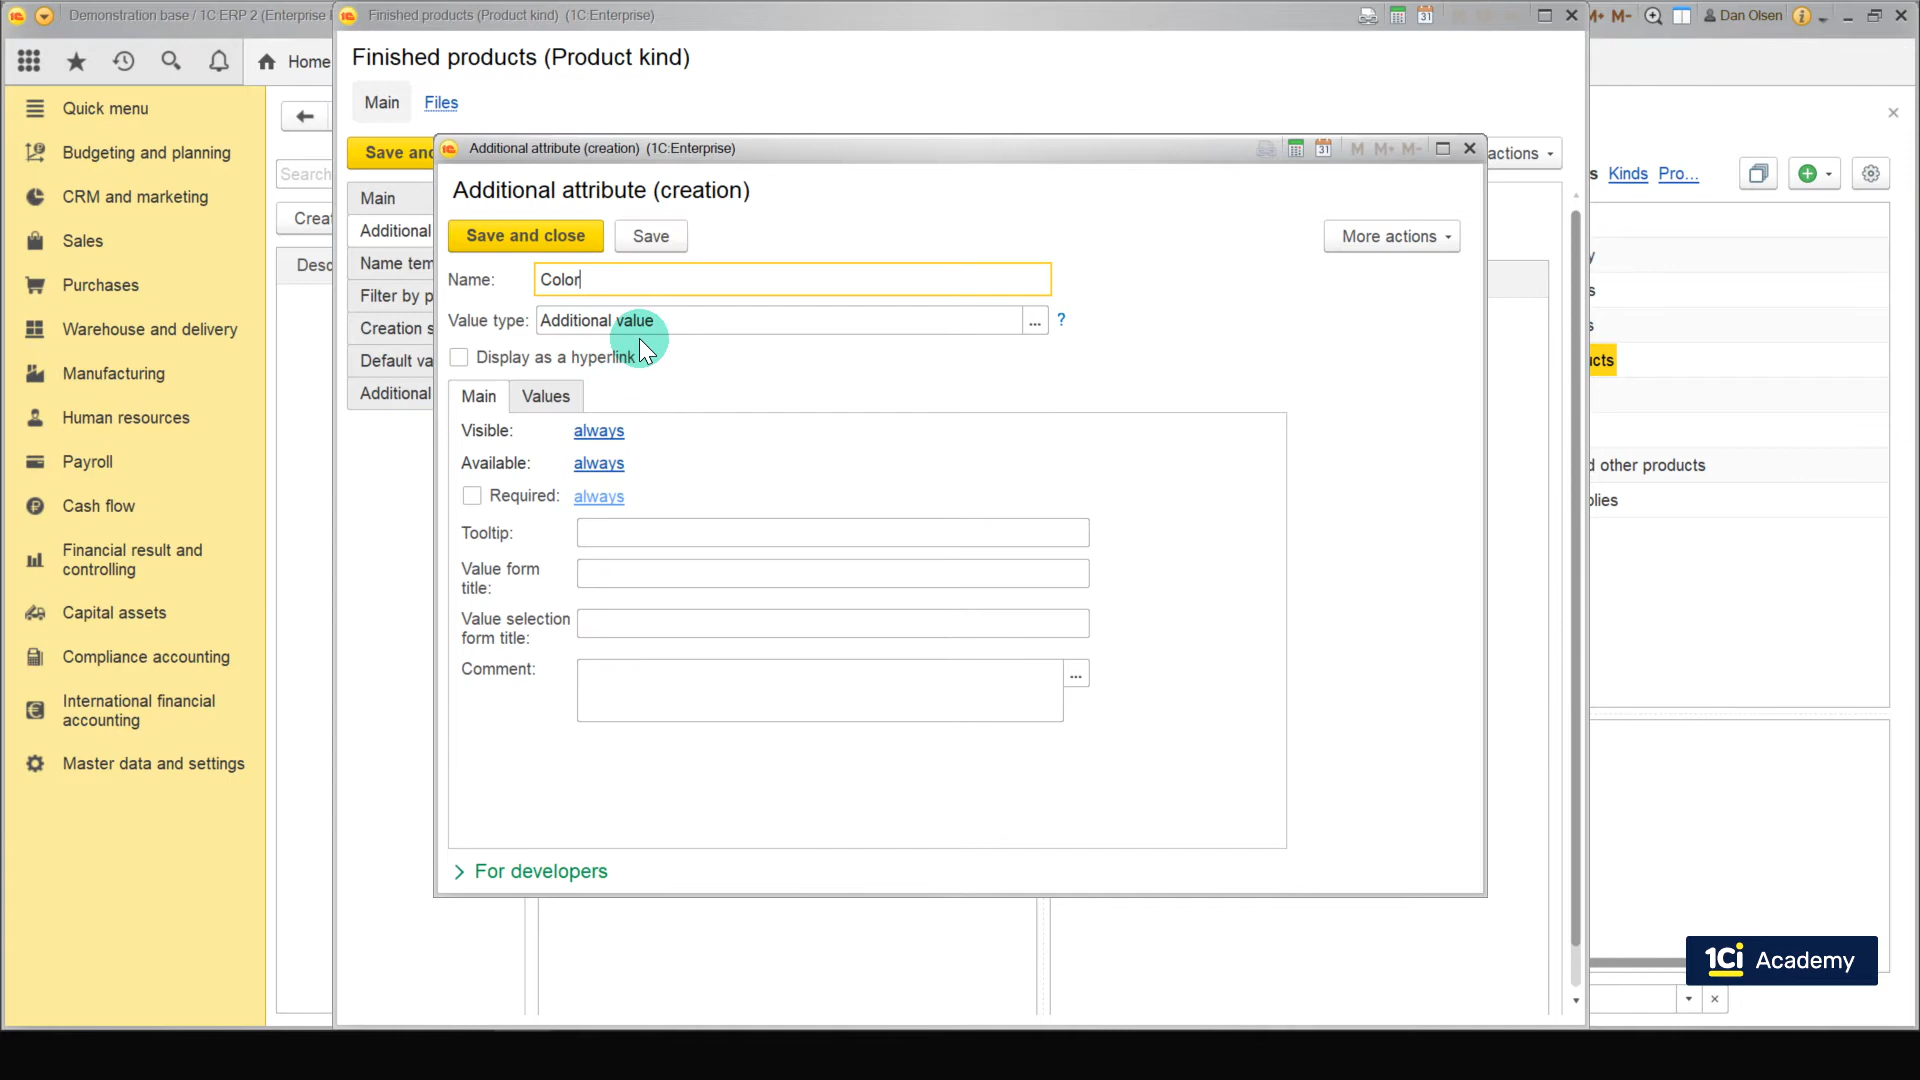 Demonstration base / 1C ERP 2 (Enterprise
Finished products (Product kind) (1C:Enterprise)
31
M+ M-
Dan Olsen
Home
Finished products (Product kind)
Main Files
Save and
actions
Kinds Pro...
Search
Crea
Desc
Quick menu
Budgeting and planning
CRM and marketing
Sales
Purchases
Warehouse and delivery
Manufacturing
Human resources
Payroll
Cash flow
Financial result and
controlling
Capital assets
Compliance accounting
International financial
accounting
Master data and settings
Main
Additional
Name tem
Filter by p
Creation s
Default va
Additional
Additional attribute (creation) (1C:Enterprise)
31
M M+ M-
Additional attribute (creation)
Save and close Save More actions
Name: Color
Value type: Additional value ... ?
Display as a hyperlink
Main Values
Visible: always
Available: always
Required: always
Tooltip:
Value form
title:
Value selection
form title:
Comment: ...
For developers
other products
1Ci Academy